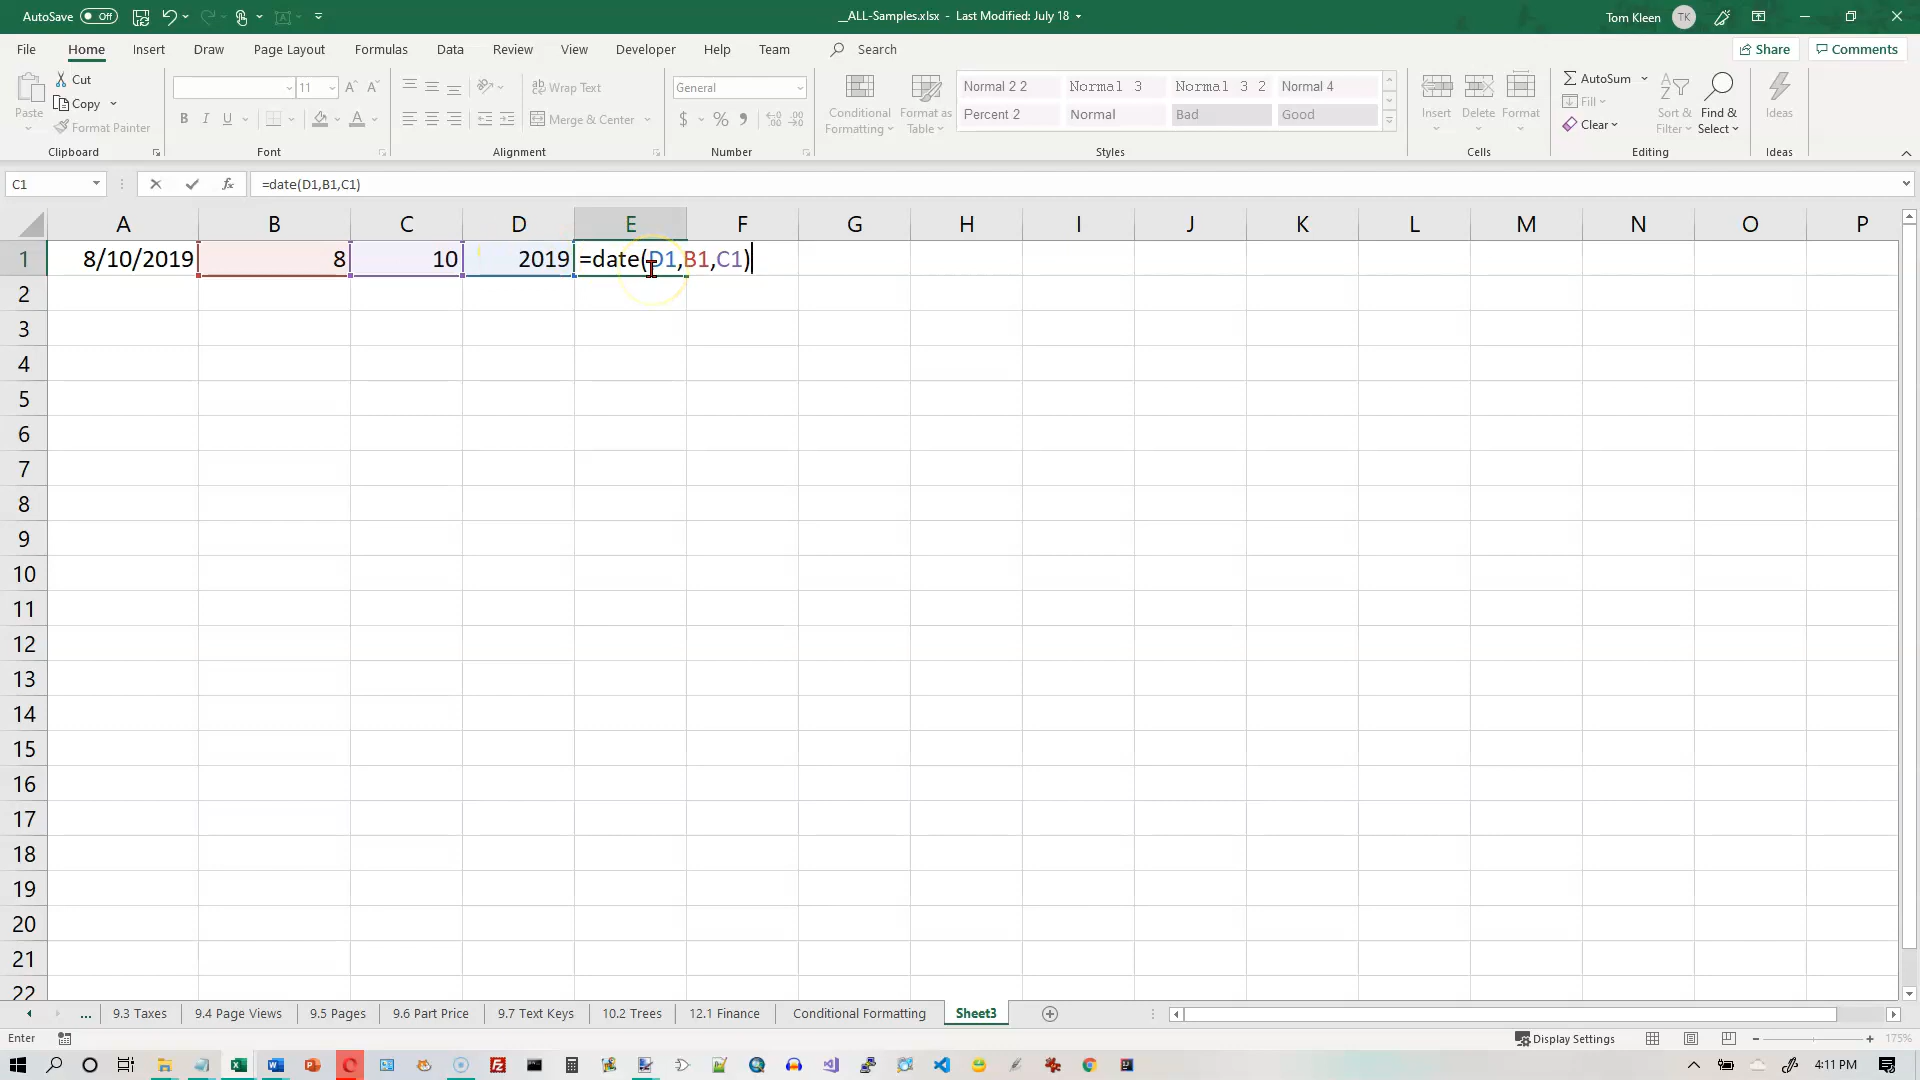 AutoSave Off
__ALL-Samples.xlsx - Last Modified: July 18
Tom Kleen TK
File Home Insert Draw Page Layout Formulas Data Review View Developer Help Team Search
Share Comments
Paste
Cut
Copy
Format Painter
Clipboard
11
B I U
A A A
Font
Wrap Text
Merge & Center
Alignment
General
$ % 9
Number
Conditional
Formatting
Format as
Table
Normal 2 2 Normal 3 Normal 3 2 Normal 4
Percent 2 Normal Bad Good
Styles
Insert Delete Format
Cells
AutoSum
Fill
Clear
Sort &
Filter
Find &
Select
Editing
Ideas
Ideas
C1 fx =date(D1,B1,C1)
A B C D E F G H I J K L M N O P
1 8/10/2019 8 10 2019 =date(D1,B1,C1)
2
3
4
5
6
7
8
9
10
11
12
13
14
15
16
17
18
19
20
21
22
... 9.3 Taxes 9.4 Page Views 9.5 Pages 9.6 Part Price 9.7 Text Keys 10.2 Trees 12.1 Finance Conditional Formatting Sheet3
Enter
Display Settings
175%
4:11 PM